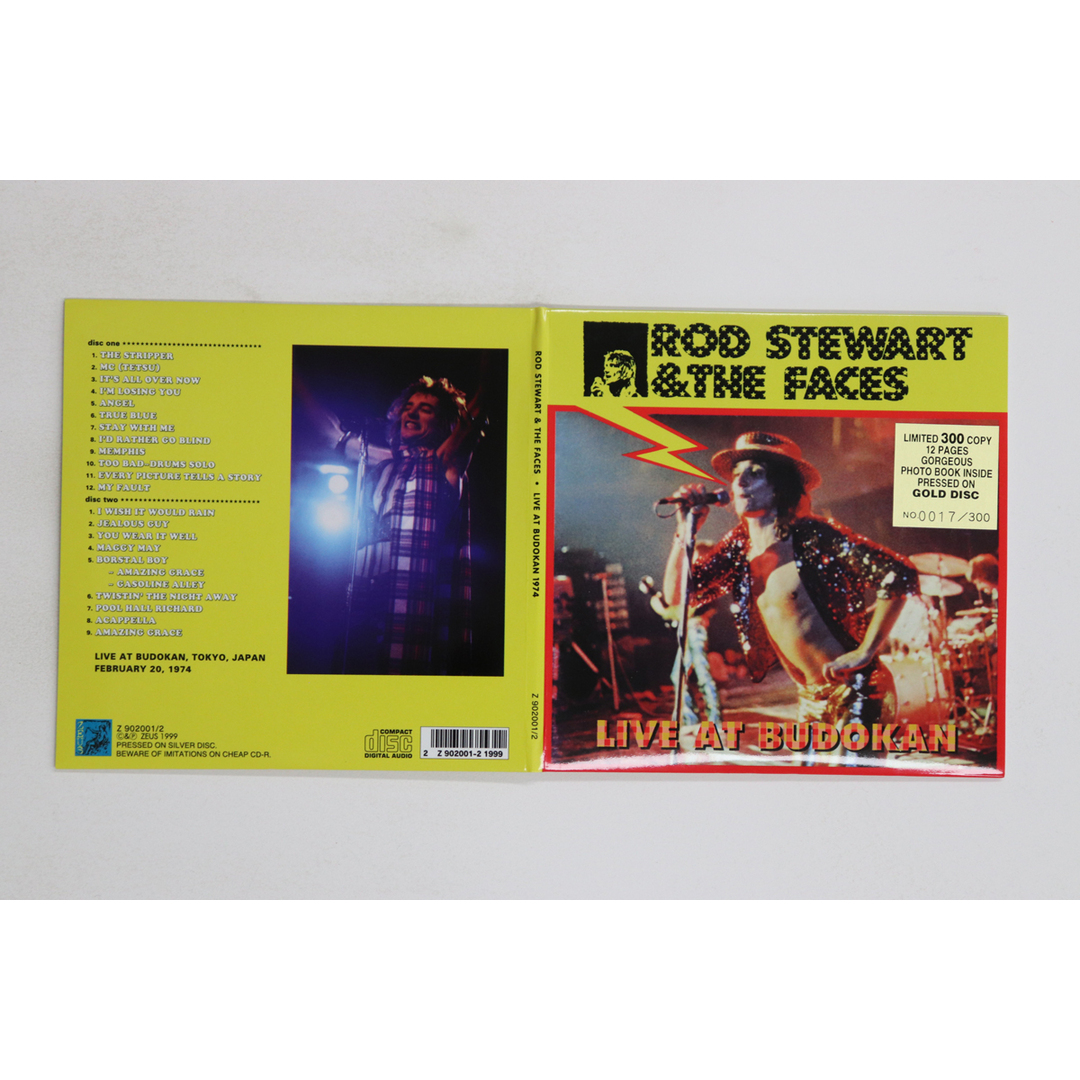 disc one
1. THE STRIPPER
2. MC (TETSU)
3. IT'S ALL OVER NOW
4. I'M LOSING YOU
5. ANGEL
6. TRUE BLUE
7. STAY WITH ME
8. I'D RATHER GO BLIND
9. MEMPHIS
10. TOO BAD–DRUMS SOLO
11. EVERY PICTURE TELLS A STORY
12. MY FAULT
disc two
1. I WISH IT WOULD RAIN
2. JEALOUS GUY
3. YOU WEAR IT WELL
4. MAGGY MAY
5. BORSTAL BOY
– AMAZING GRACE
– GASOLINE ALLEY
6. TWISTIN' THE NIGHT AWAY
7. POOL HALL RICHARD
8. ACAPPELLA
9. AMAZING GRACE
LIVE AT BUDOKAN, TOKYO, JAPAN
FEBRUARY 20, 1974
ZEUS
Z 902001/2
©&℗ ZEUS 1999
PRESSED ON SILVER DISC.
BEWARE OF IMITATIONS ON CHEAP CD-R.
COMPACT
disc
DIGITAL AUDIO
2 Z 902001-2 1999
ROD STEWART & THE FACES • LIVE AT BUDOKAN 1974
Z 902001/2
ROD STEWART
&THE FACES
LIMITED 300 COPY
12 PAGES
GORGEOUS
PHOTO BOOK INSIDE
PRESSED ON
GOLD DISC
NO.0017/300
LIVE AT BUDOKAN